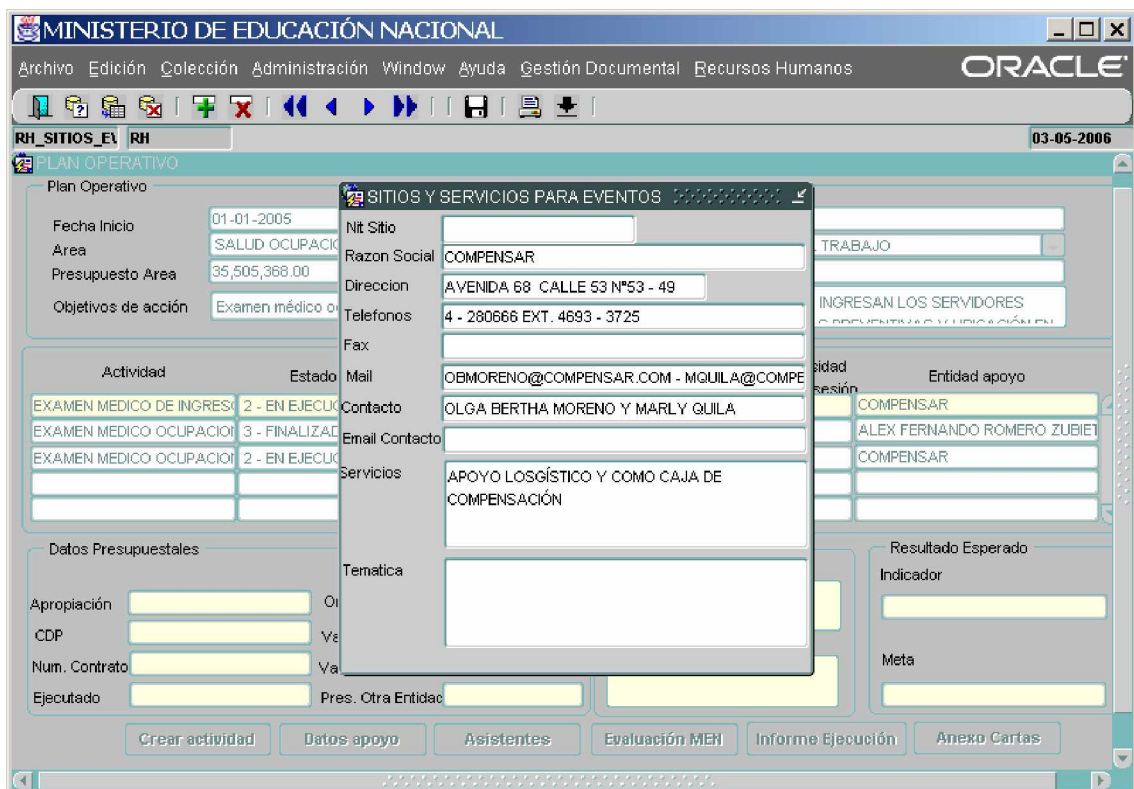 MINISTERIO DE EDUCACIÓN NACIONAL
Archivo Edición Colección Administración Window Ayuda Gestión Documental Recursos Humanos ORACLE
RH_SITIOS_EV RH 03-05-2006
PLAN OPERATIVO
Plan Operativo
SITIOS Y SERVICIOS PARA EVENTOS
Fecha Inicio 01-01-2005
Area SALUD OCUPACIO
TRABAJO
Presupuesto Area 35,505,368.00
Objetivos de acción Examen médico
INGRESAN LOS SERVIDORES
Nit Sitio
Razon Social COMPENSAR
Direccion AVENIDA 68 CALLE 53 Nº53 - 49
Telefonos 4 - 280666 EXT. 4693 - 3725
Fax
Mail OBMORENO@COMPENSAR.COM - MQUILA@COMPE
Contacto OLGA BERTHA MORENO Y MARLY QUILA
Email Contacto
Servicios APOYO LOSGÍSTICO Y COMO CAJA DE
COMPENSACIÓN
Tematica
Actividad Estado Entidad apoyo
EXAMEN MEDICO DE INGRESO 2 - EN EJECUC COMPENSAR
EXAMEN MEDICO OCUPACION 3 - FINALIZAD ALEX FERNANDO ROMERO ZUBIET
EXAMEN MEDICO OCUPACION 2 - EN EJECUC COMPENSAR
Datos Presupuestales
Resultado Esperado
Indicador
Apropiación
CDP
Num. Contrato
Meta
Ejecutado Pres. Otra Entidad
Crear actividad Datos apoyo Asistentes Evaluación MEN Informe Ejecución Anexo Cartas